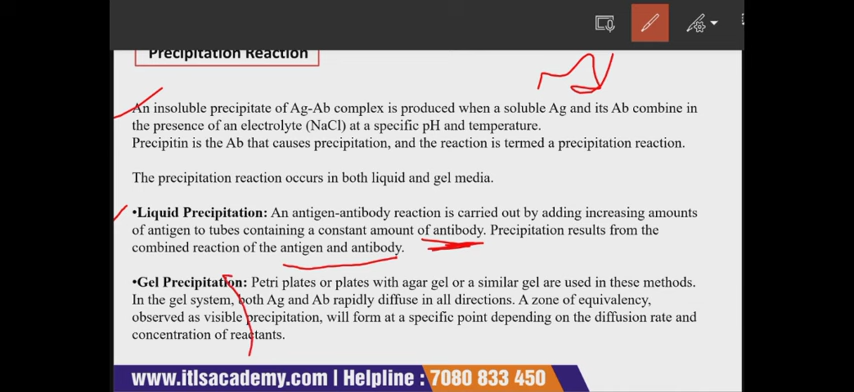 Precipitation Reaction
An insoluble precipitate of Ag-Ab complex is produced when a soluble Ag and its Ab combine in
the presence of an electrolyte (NaCl) at a specific pH and temperature.
Precipitin is the Ab that causes precipitation, and the reaction is termed a precipitation reaction.
The precipitation reaction occurs in both liquid and gel media.
•Liquid Precipitation: An antigen-antibody reaction is carried out by adding increasing amounts
of antigen to tubes containing a constant amount of antibody. Precipitation results from the
combined reaction of the antigen and antibody.
•Gel Precipitation: Petri plates or plates with agar gel or a similar gel are used in these methods.
In the gel system, both Ag and Ab rapidly diffuse in all directions. A zone of equivalency,
observed as visible precipitation, will form at a specific point depending on the diffusion rate and
concentration of reactants.
www.itlsacademy.com | Helpline : 7080 833 450